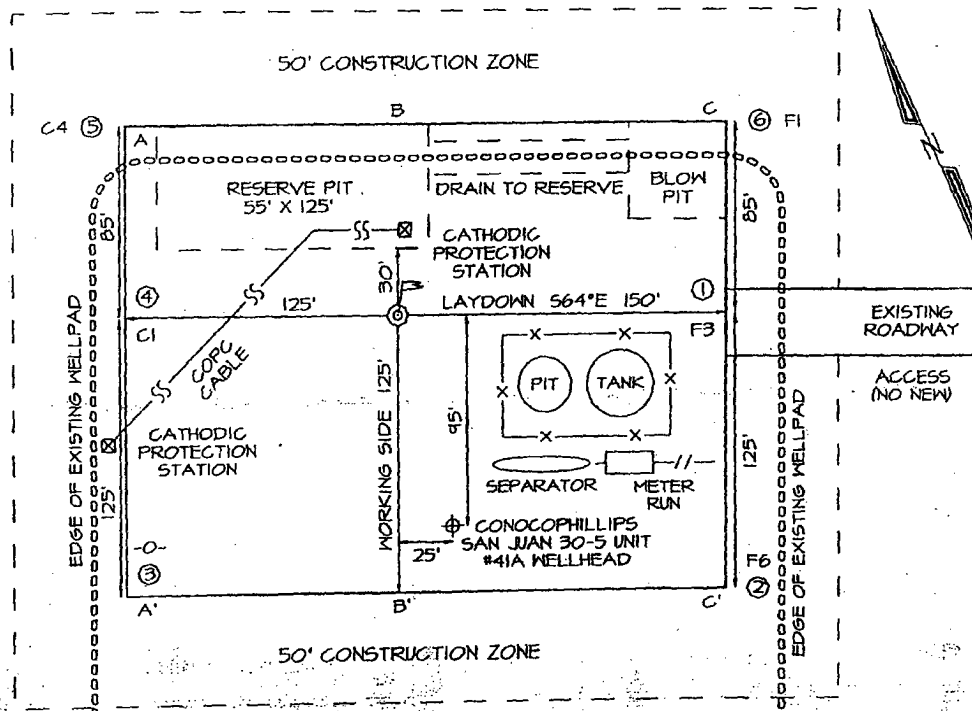 50' CONSTRUCTION ZONE
C4 ⑤
B
C
⑥ F1
A
RESERVE PIT
55' X 125'
DRAIN TO RESERVE
BLOW
PIT
85'
85'
CATHODIC
PROTECTION
STATION
30'
④
125'
LAYDOWN S64°E 150'
①
C1
F3
EXISTING
ROADWAY
COPC
CABLE
PIT
TANK
ACCESS
(NO NEW)
EDGE OF EXISTING WELLPAD
WORKING SIDE 125'
95'
CATHODIC
PROTECTION
STATION
125'
125'
SEPARATOR
METER
RUN
EDGE OF EXISTING WELLPAD
CONOCOPHILLIPS
SAN JUAN 30-5 UNIT
#41A WELLHEAD
25'
-O-
③
F6
②
A'
B'
C'
50' CONSTRUCTION ZONE
N